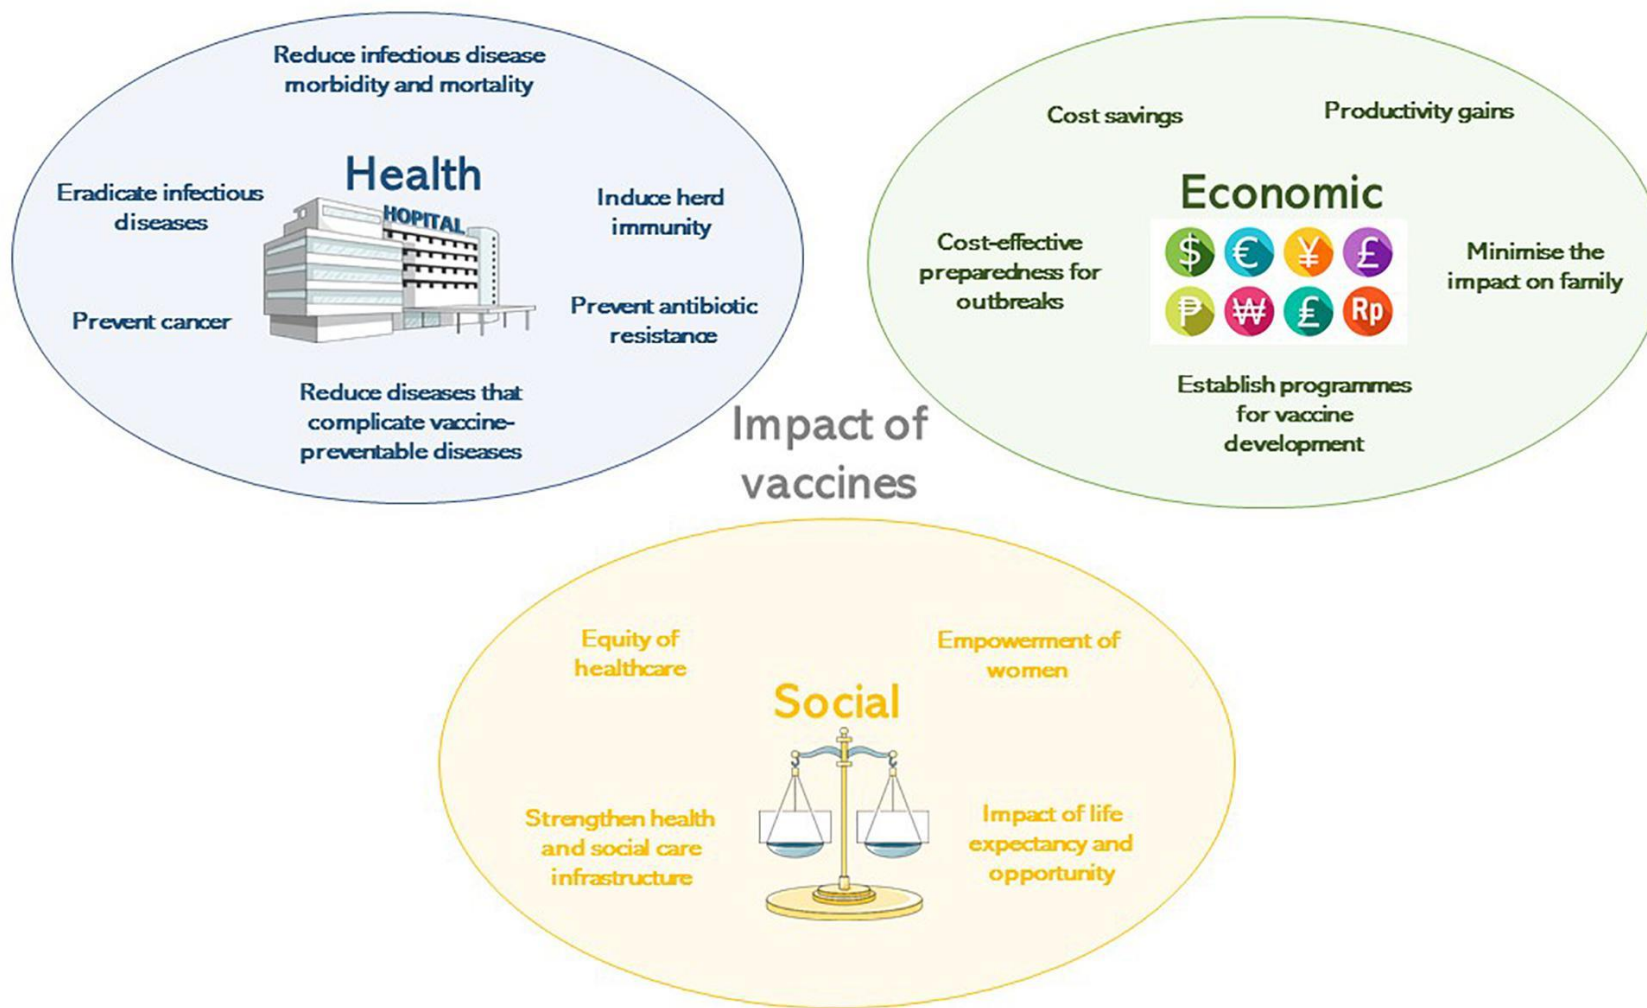 Reduce infectious disease
morbidity and mortality
Health
Eradicate infectious
diseases
HOPITAL
Induce herd
immunity
Prevent cancer
Prevent antibiotic
resistance
Reduce diseases that
complicate vaccine-
preventable diseases
Cost savings
Productivity gains
Economic
Cost-effective
preparedness for
outbreaks
$ € ¥ £
₱ ₩ £ Rp
Minimise the
impact on family
Establish programmes
for vaccine
development
Impact of
vaccines
Equity of
healthcare
Empowerment of
women
Social
Strengthen health
and social care
infrastructure
Impact of life
expectancy and
opportunity